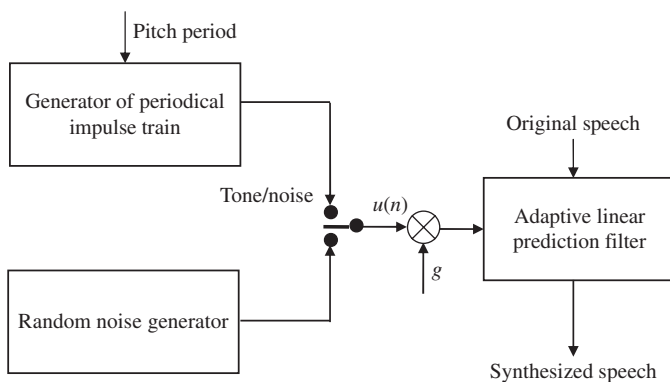 Pitch period
Generator of periodical
impulse train
Original speech
Tone/noise
u(n)
Adaptive linear
prediction filter
g
Random noise generator
Synthesized speech